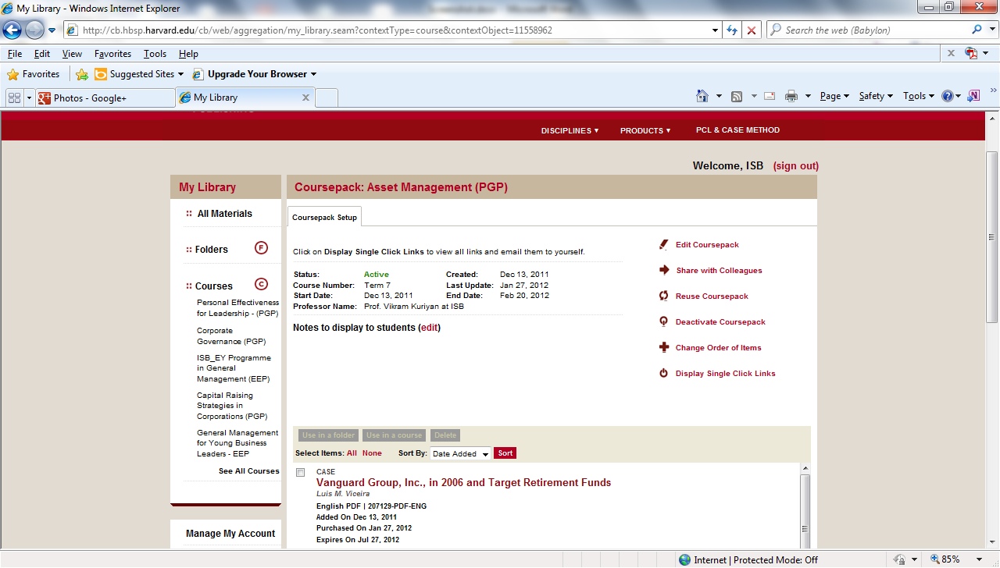 My Library - Windows Internet Explorer
http://cb.hbsp.harvard.edu/cb/web/aggregation/my_library.seam?contextType=course&contextObject=11558962
Search the web (Babylon)
File Edit View Favorites Tools Help
Favorites Suggested Sites Upgrade Your Browser
Photos - Google+ My Library Page Safety Tools
DISCIPLINES PRODUCTS PCL & CASE METHOD
Welcome, ISB (sign out)
My Library
All Materials
Folders F
Courses C
Personal Effectiveness
for Leadership - (PGP)
Corporate
Governance (PGP)
ISB_EY Programme
in General
Management (EEP)
Capital Raising
Strategies in
Corporations (PGP)
General Management
for Young Business
Leaders - EEP
See All Courses
Manage My Account
Coursepack: Asset Management (PGP)
Coursepack Setup
Click on Display Single Click Links to view all links and email them to yourself.
Status: Active Created: Dec 13, 2011
Course Number: Term 7 Last Update: Jan 27, 2012
Start Date: Dec 13, 2011 End Date: Feb 20, 2012
Professor Name: Prof. Vikram Kuriyan at ISB
Notes to display to students (edit)
Edit Coursepack
Share with Colleagues
Reuse Coursepack
Deactivate Coursepack
Change Order of Items
Display Single Click Links
Use in a folder Use in a course Delete
Select Items: All None Sort By: Date Added Sort
CASE
Vanguard Group, Inc., in 2006 and Target Retirement Funds
Luis M. Viceira
English PDF | 207129-PDF-ENG
Added On Dec 13, 2011
Purchased On Jan 27, 2012
Expires On Jul 27, 2012
Internet | Protected Mode: Off
85%